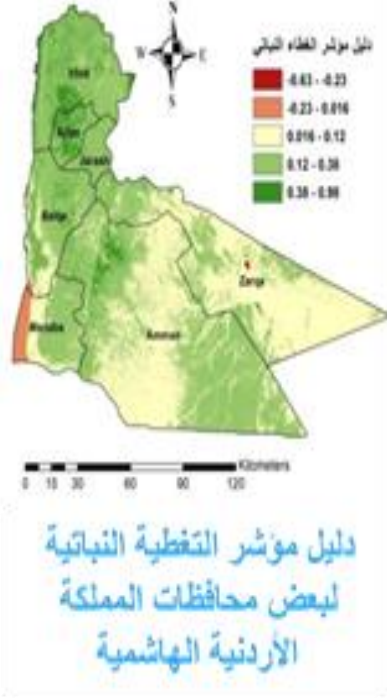 N
W E
S
دليل مؤشر الغطاء النباتي
-0.63 - -0.23
-0.23 - 0.016
0.016 - 0.12
0.12 - 0.38
0.38 - 0.98
Irbid
Ajlun
Jarash
Balqa
Zarqa
Madaba
Amman
Kilometers
0 15 30 60 90 120
دليل مؤشر التغطية النباتية
لبعض محافظات المملكة
الأردنية الهاشمية